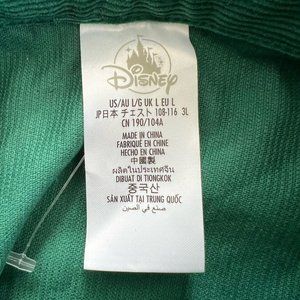 Disney
US/AU L/G UK L EU L
JP日本 チェスト 108-116 3L
CN 190/104A
MADE IN CHINA
FABRIQUÉ EN CHINE
HECHO EN CHINA
中國製
ผลิตในประเทศจีน
DIBUAT DI TIONGKOK
중국산
SẢN XUẤT TẠI TRUNG QUỐC
صنع في الصين